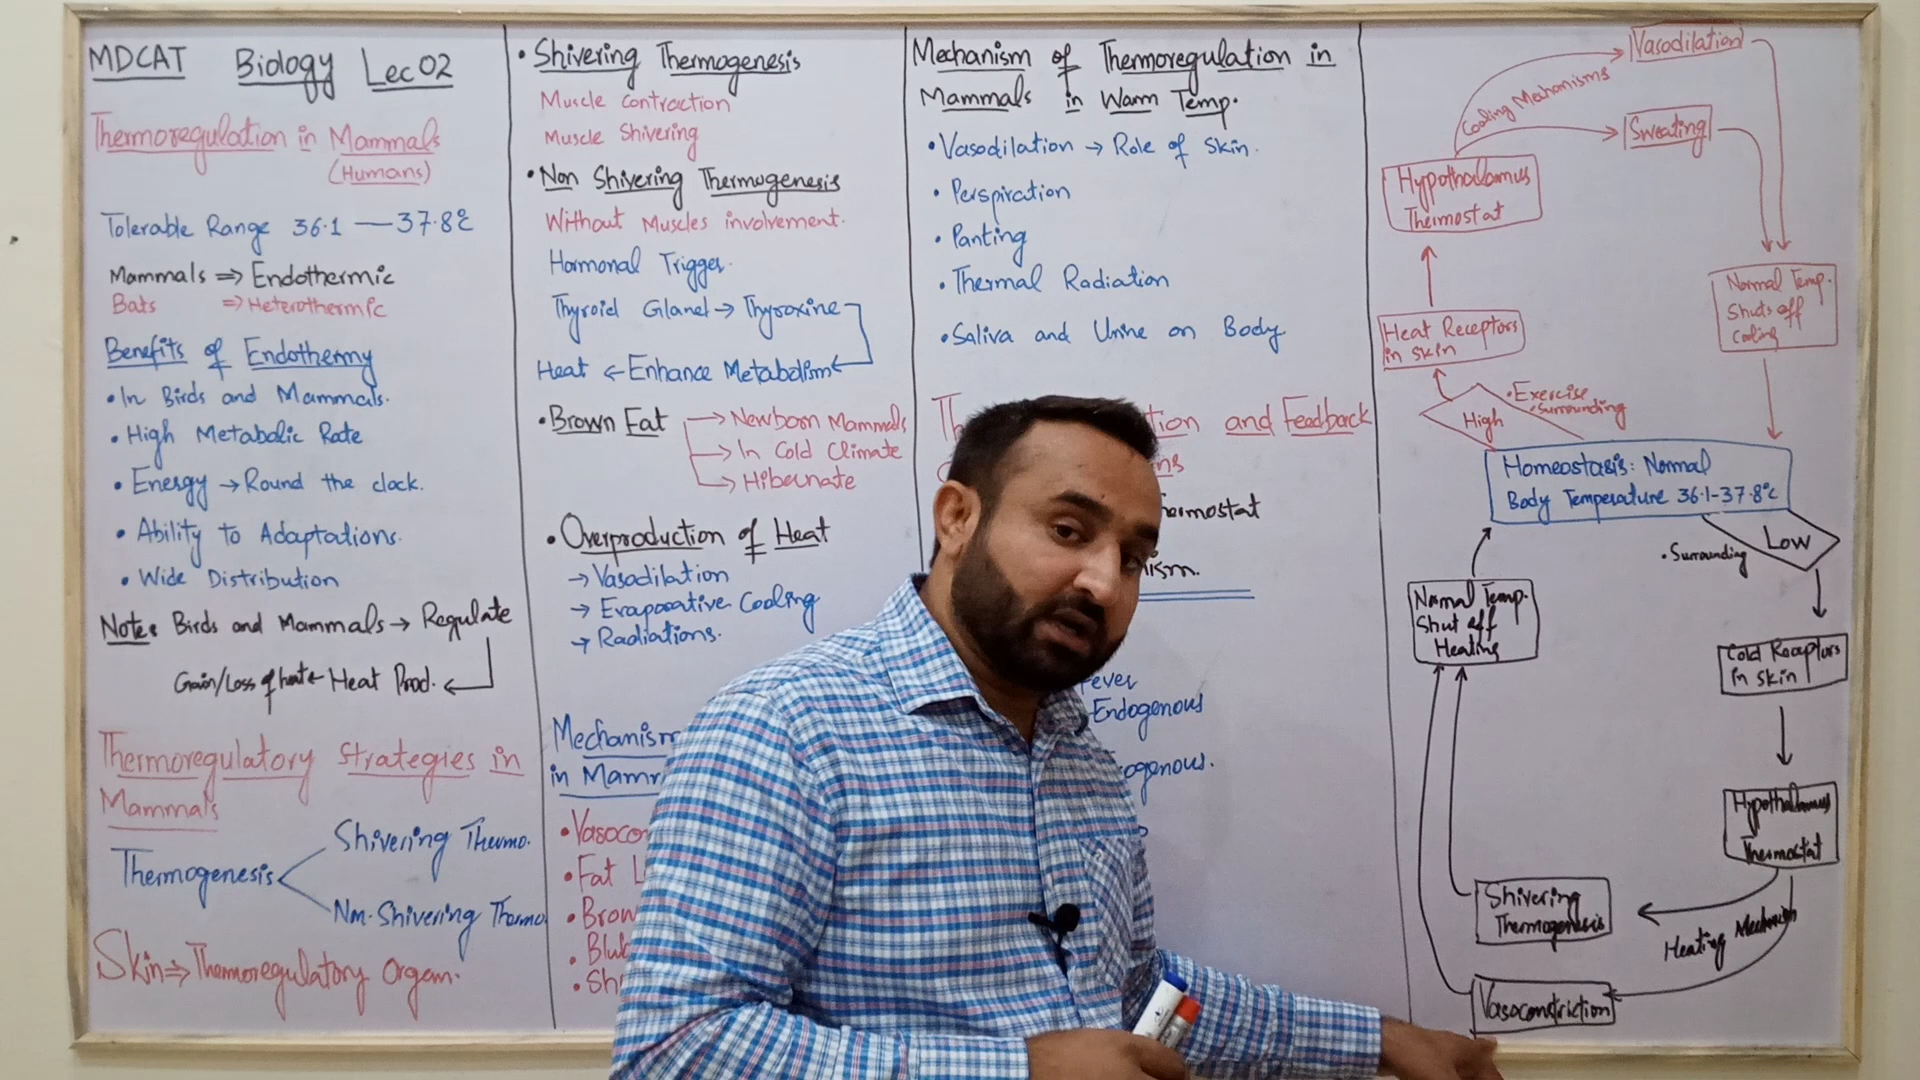 MDCAT Biology Lec 02
Thermoregulation in Mammals
(Humans)
Tolerable Range 36.1 — 37.8°C
Mammals ⇒ Endothermic
Bats ⇒ Heterothermic
Benefits of Endothermy
• In Birds and Mammals.
• High Metabolic Rate
• Energy → Round the clock.
• Ability to Adaptations.
• Wide Distribution
Note: Birds and Mammals → Regulate
Gain/Loss of heat ← Heat Prod. ←
Thermoregulatory Strategies in
Mammals
Thermogenesis
Shivering Thermo.
Non-Shivering Thermo
Skin ⇒ Thermoregulatory Organ.
• Shivering Thermogenesis
Muscle contraction
Muscle Shivering
• Non Shivering Thermogenesis
Without Muscles involvement.
Hormonal Trigger.
Thyroid Gland → Thyroxine
Heat ← Enhance Metabolism ←
• Brown Fat → Newborn Mammals
→ In Cold Climate
→ Hibernate
• Overproduction of Heat
→ Vasodilation
→ Evaporative Cooling
→ Radiations.
Mechanism
in Mamm
• Vasoco
• Fat L
• Brow
• Blu
• Sh
Mechanism of Thermoregulation in
Mammals in Warm Temp.
• Vasodilation → Role of Skin.
• Perspiration
• Panting
• Thermal Radiation
• Saliva and Urine on Body
Th tion and Feedback
ns
ermostat
ism.
Fever
Endogenous
ogenous.
Vasodilation
Cooling Mechanisms
Sweating
Hypothalamus
Thermostat
Normal Temp.
Shuts off
Cooling
Heat Receptors
in skin
High
• Exercise
• Surrounding
Homeostasis: Normal
Body Temperature 36.1-37.8°C
Low
• Surrounding
Normal Temp.
Shut off
Heating
Cold Receptors
in skin
Hypothalamus
Thermostat
Shivering
Thermogenesis
Heating Mechanism
Vasoconstriction